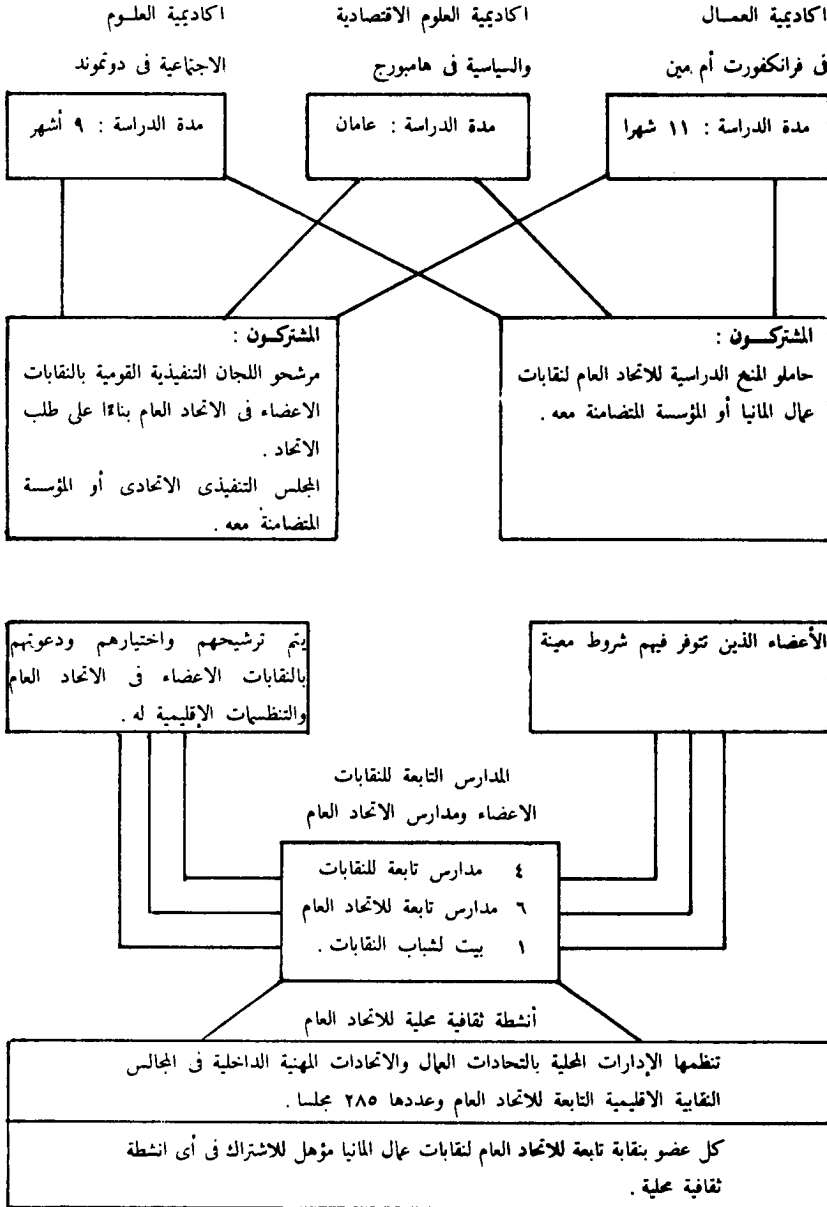 اكاديمية العمــال
فى فرانكفورت أم مين
مدة الدراسة : ١١ شهرا
اكاديمية العلوم الاقتصادية
والسياسية فى هامبورج
مدة الدراسة : عامان
اكاديمية العلــوم
الاجتماعية فى دوتموند
مدة الدراسة : ٩ أشهر
المشتركــون :
حاملو المنح الدراسية للاتحاد العام لنقابات
عمال المانيا أو المؤسسة المتضامنة معه .
المشتركــون :
مرشحو اللجان التنفيذية القومية بالنقابات
الاعضاء فى الاتحاد العام بناءًا على طلب
الاتحاد .
المجلس التنفيذى الاتحادى أو المؤسسة
المتضامنة معه .
الأعضاء الذين تتوفر فيهم شروط معينة
يتم ترشيحهم واختيارهم ودعوتهم
بالنقابات الاعضاء فى الاتحاد العام
والتنظسمات الإقليمية له .
المدارس التابعة للنقابات
الاعضاء ومدارس الاتحاد العام
٤ مدارس تابعة للنقابات
٦ مدارس تابعة للاتحاد العام
١ بيت لشباب النقابات .
أنشطة ثقافية محلية للاتحاد العام
تنظمها الإدارات المحلية بالتحادات العمال والاتحادات المهنية الداخلية فى المجالس
النقابية الاقليمية التابعة للاتحاد العام وعددها ٢٨٥ مجلسا .
كل عضو بنقابة تابعة للاتحاد العام لنقابات عمال المانيا مؤهل للاشتراك فى أى انشطة
ثقافية محلية .